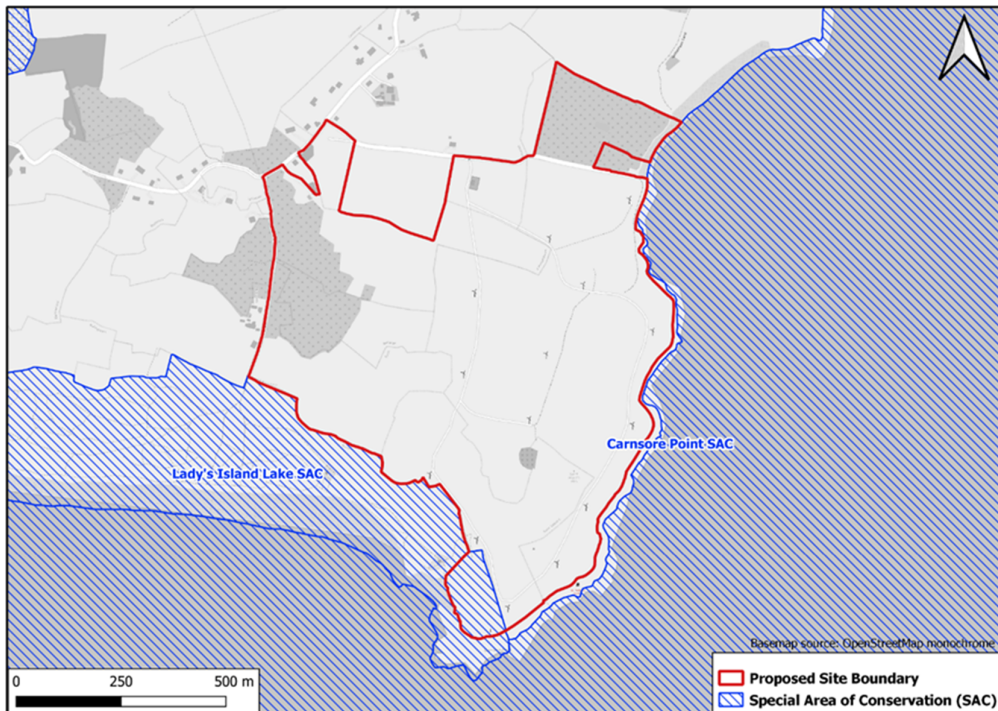 Carnsore Point SAC
Lady's Island Lake SAC
Basemap source: OpenStreetMap monochrome
0 250 500 m
Proposed Site Boundary
Special Area of Conservation (SAC)